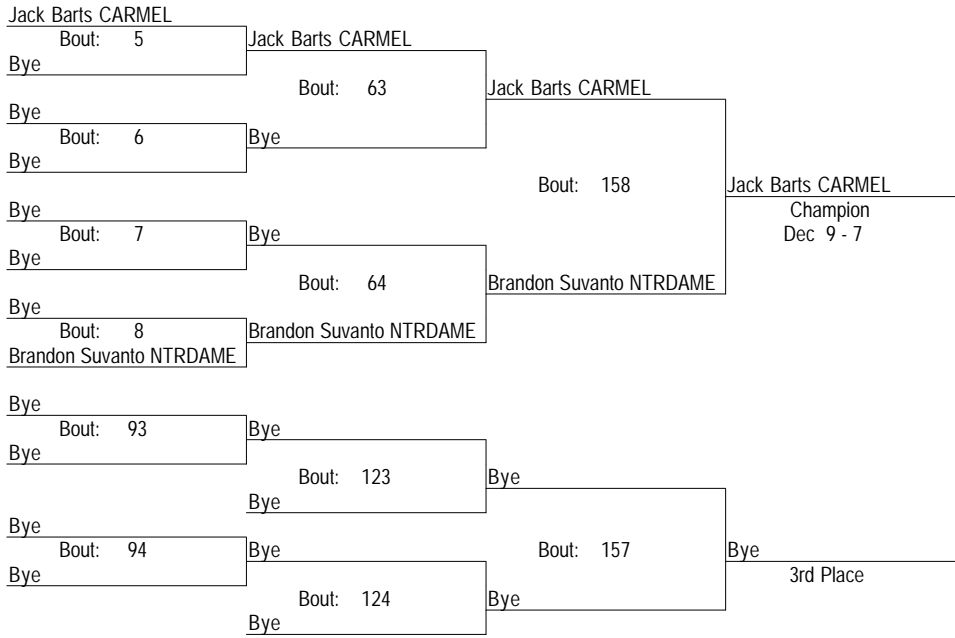 Jack Barts CARMEL
Bout: 5
Jack Barts CARMEL
Bye
Bout: 63
Jack Barts CARMEL
Bye
Bout: 6
Bye
Bye
Bout: 158
Jack Barts CARMEL
Bye
Champion
Bout: 7
Bye
Dec 9 - 7
Bye
Bout: 64
Brandon Suvanto NTRDAME
Bye
Bout: 8
Brandon Suvanto NTRDAME
Brandon Suvanto NTRDAME
Bye
Bout: 93
Bye
Bye
Bout: 123
Bye
Bye
Bye
Bout: 94
Bye
Bout: 157
Bye
Bye
3rd Place
Bout: 124
Bye
Bye